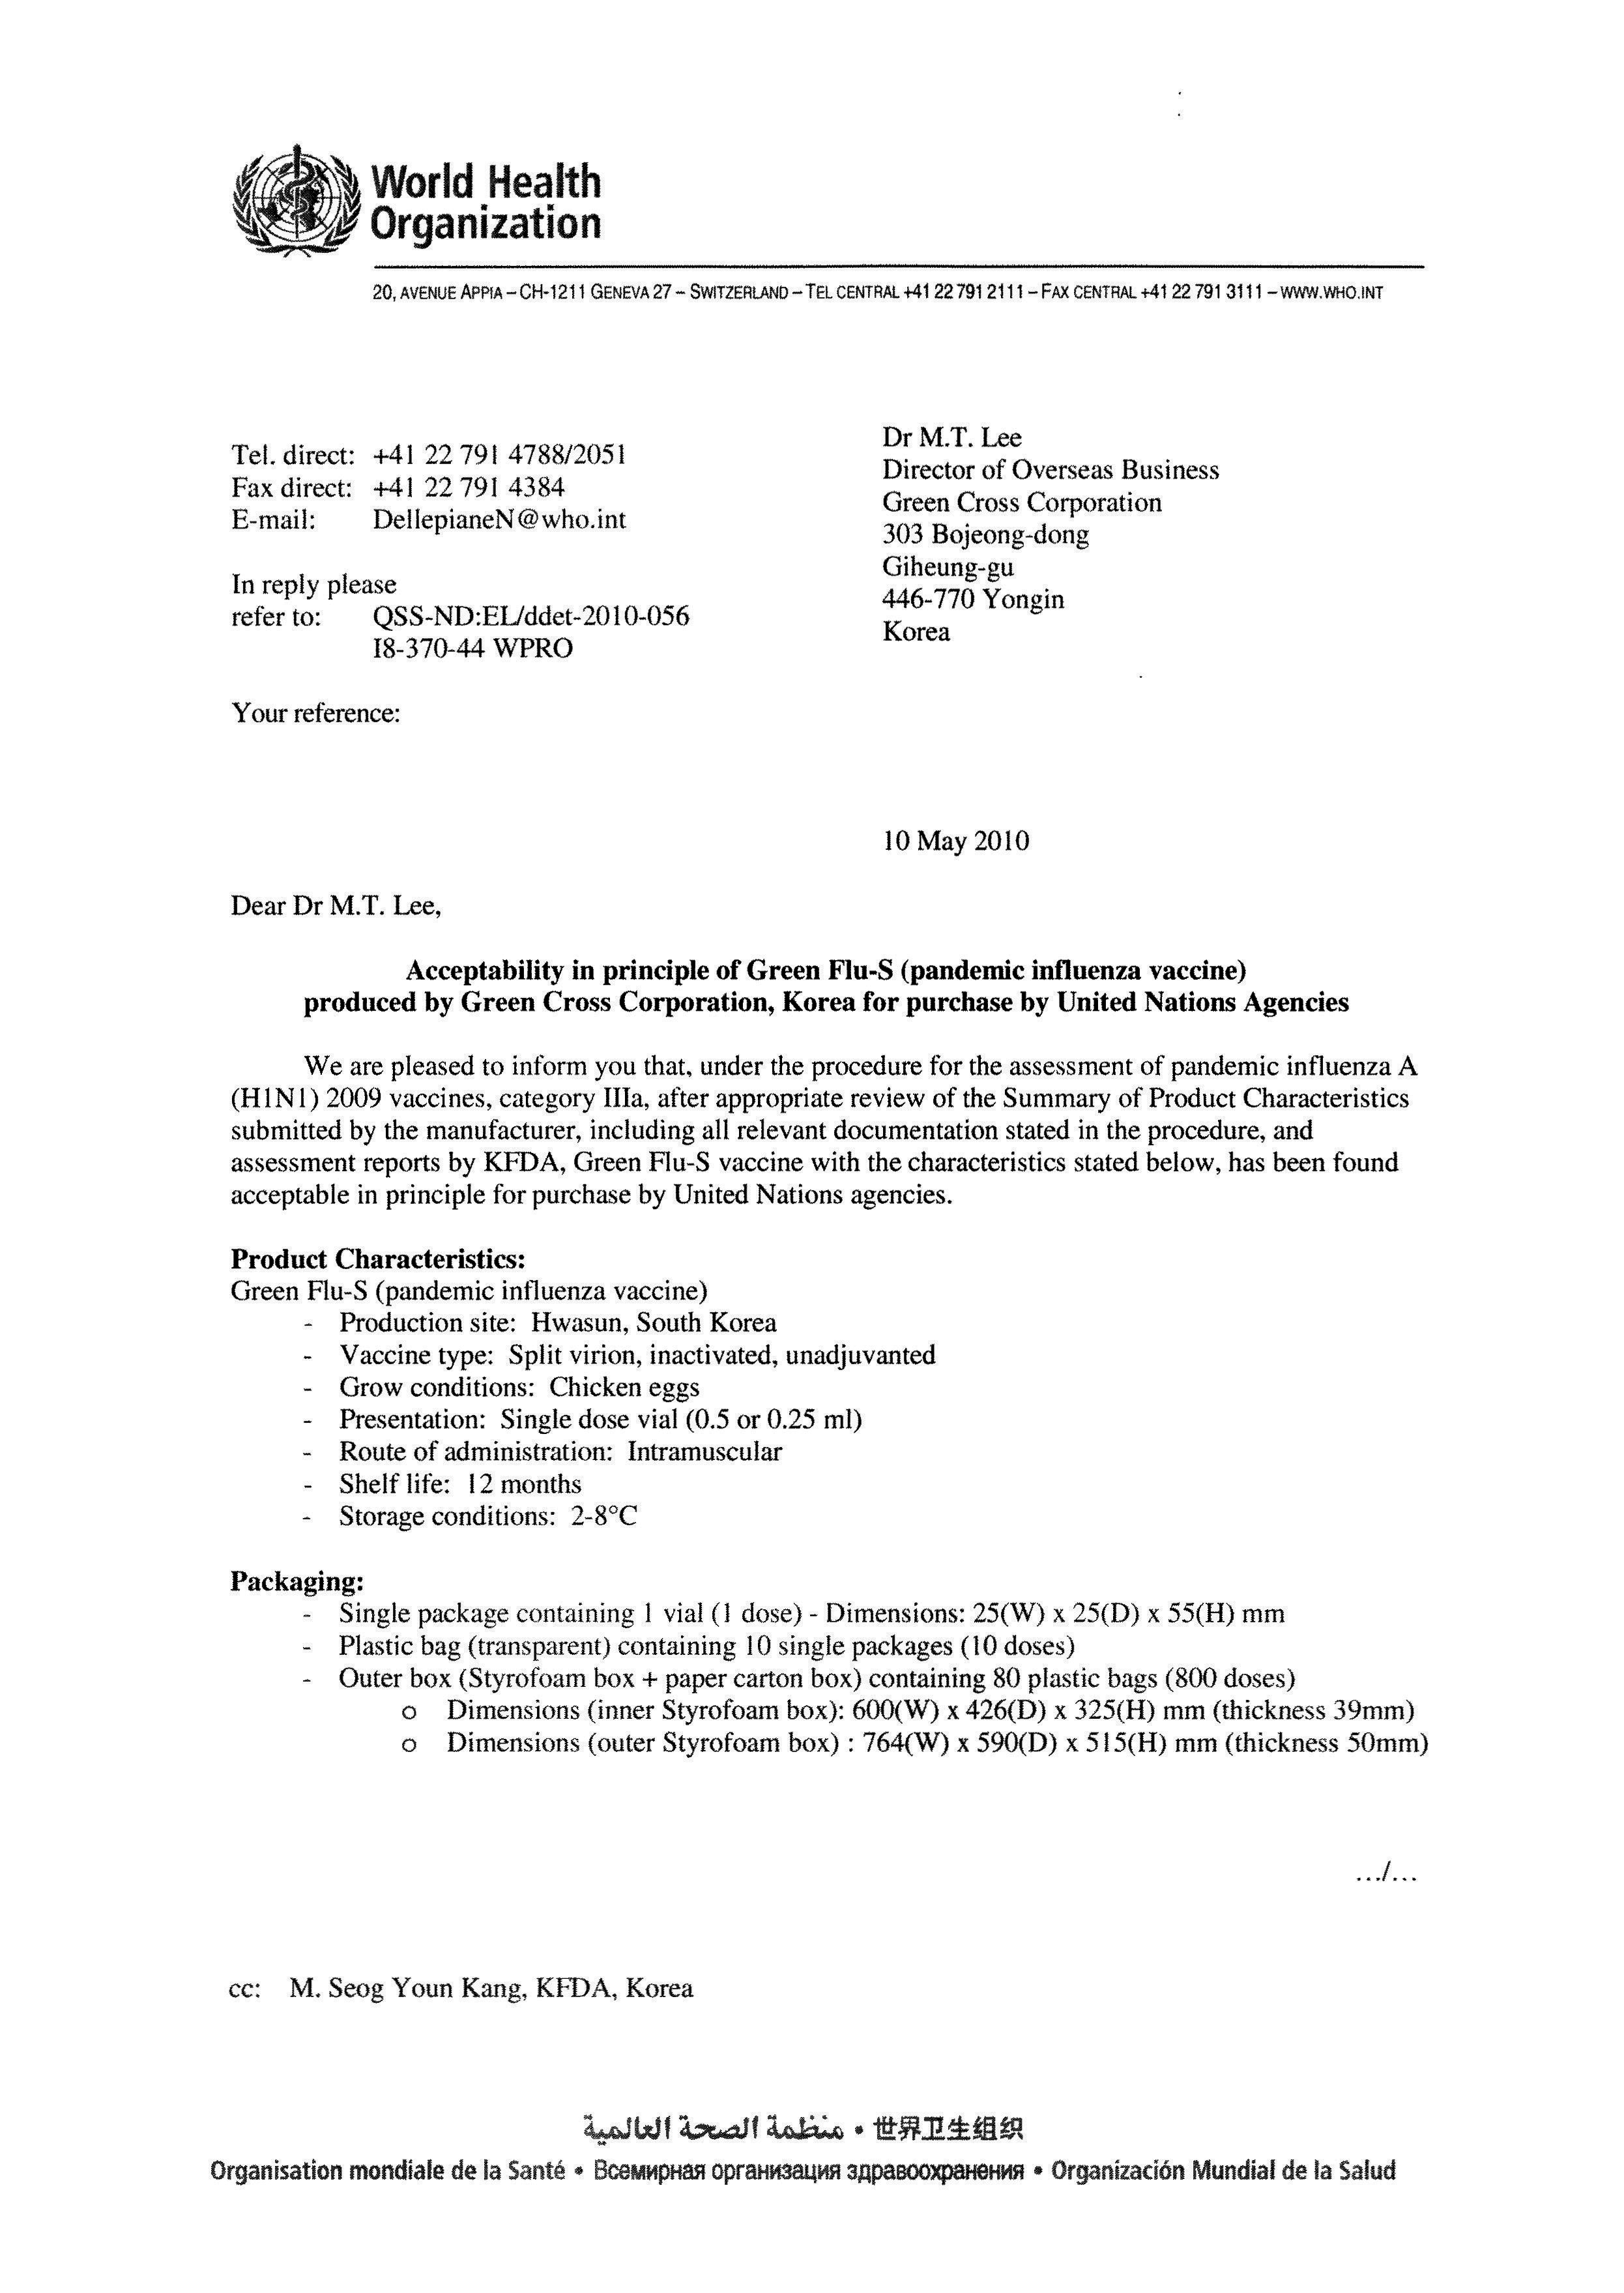 World Health
Organization
20, AVENUE APPIA – CH-1211 GENEVA 27 – SWITZERLAND – TEL CENTRAL +41 22 791 2111 – FAX CENTRAL +41 22 791 3111 – WWW.WHO.INT
Tel. direct: +41 22 791 4788/2051
Fax direct: +41 22 791 4384
E-mail: DellepianeN@who.int
In reply please
refer to: QSS-ND:EL/ddet-2010-056
I8-370-44 WPRO
Your reference:
Dr M.T. Lee
Director of Overseas Business
Green Cross Corporation
303 Bojeong-dong
Giheung-gu
446-770 Yongin
Korea
10 May 2010
Dear Dr M.T. Lee,
Acceptability in principle of Green Flu-S (pandemic influenza vaccine)
produced by Green Cross Corporation, Korea for purchase by United Nations Agencies
We are pleased to inform you that, under the procedure for the assessment of pandemic influenza A
(H1N1) 2009 vaccines, category IIIa, after appropriate review of the Summary of Product Characteristics
submitted by the manufacturer, including all relevant documentation stated in the procedure, and
assessment reports by KFDA, Green Flu-S vaccine with the characteristics stated below, has been found
acceptable in principle for purchase by United Nations agencies.
Product Characteristics:
Green Flu-S (pandemic influenza vaccine)
- Production site: Hwasun, South Korea
- Vaccine type: Split virion, inactivated, unadjuvanted
- Grow conditions: Chicken eggs
- Presentation: Single dose vial (0.5 or 0.25 ml)
- Route of administration: Intramuscular
- Shelf life: 12 months
- Storage conditions: 2-8°C
Packaging:
- Single package containing 1 vial (1 dose) - Dimensions: 25(W) x 25(D) x 55(H) mm
- Plastic bag (transparent) containing 10 single packages (10 doses)
- Outer box (Styrofoam box + paper carton box) containing 80 plastic bags (800 doses)
o Dimensions (inner Styrofoam box): 600(W) x 426(D) x 325(H) mm (thickness 39mm)
o Dimensions (outer Styrofoam box) : 764(W) x 590(D) x 515(H) mm (thickness 50mm)
.../...
cc: M. Seog Youn Kang, KFDA, Korea
منظمة الصحة العالمية • 世界卫生组织
Organisation mondiale de la Santé • Всемирная организация здравоохранения • Organización Mundial de la Salud